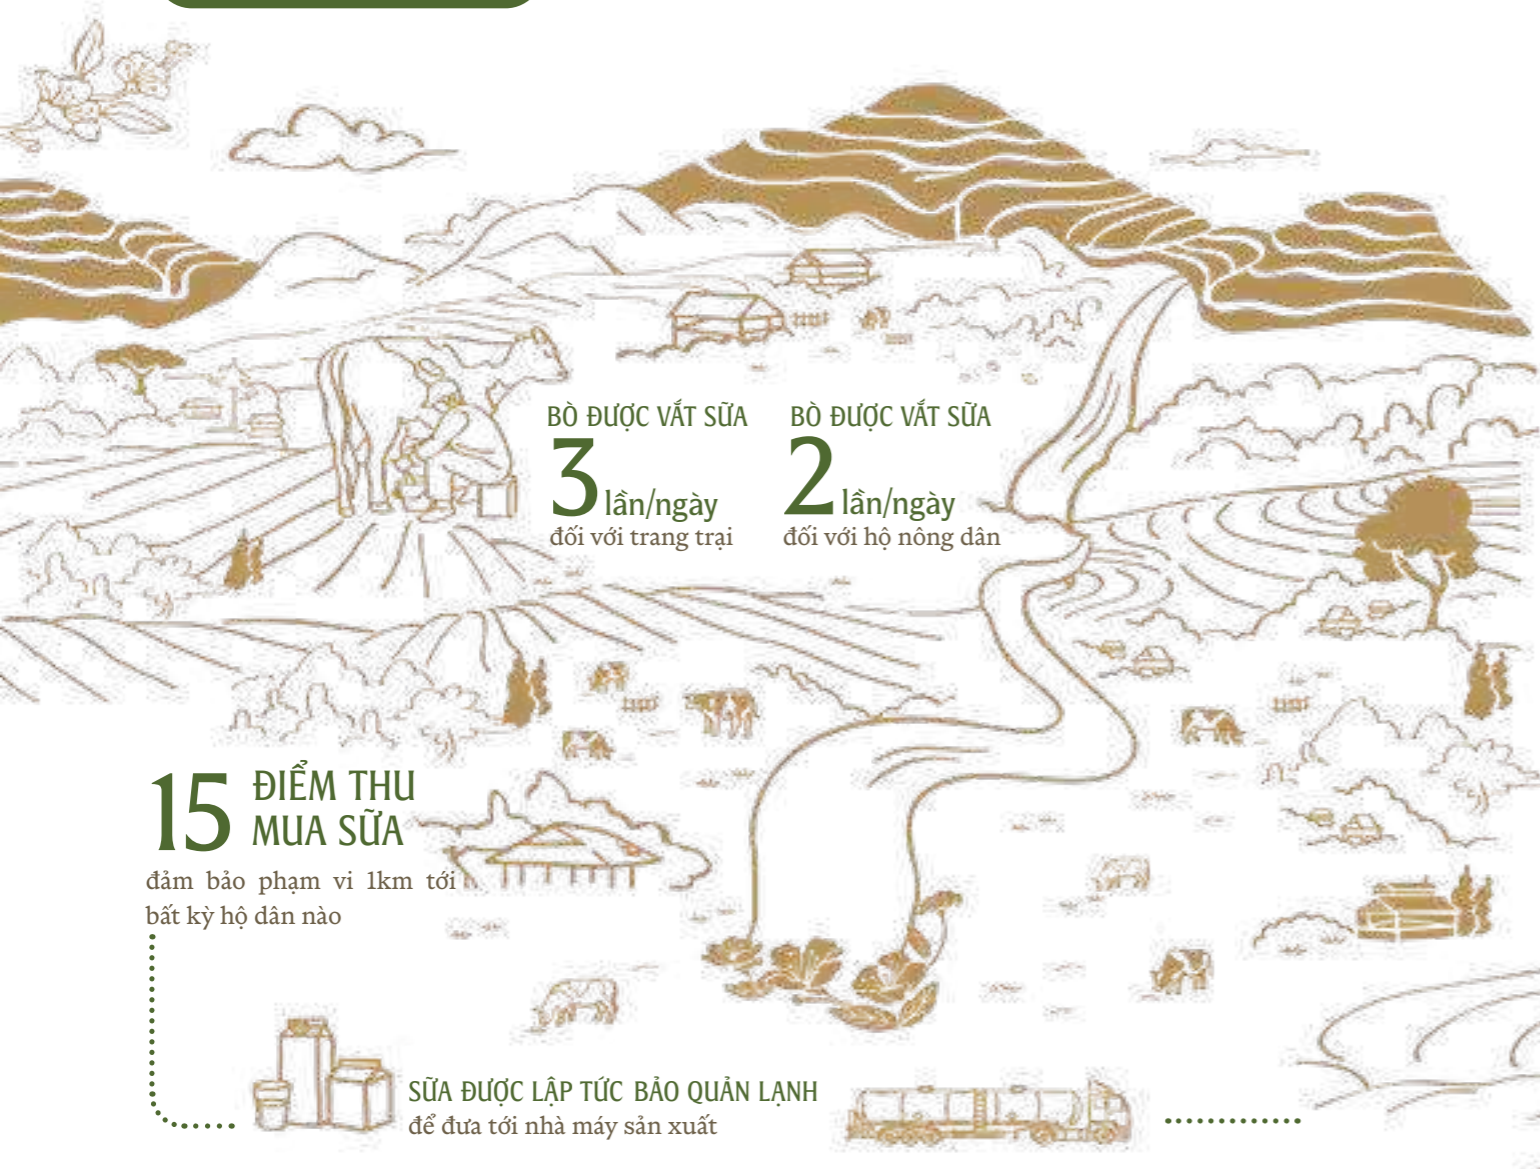 BÒ ĐƯỢC VẮT SỮA
3 lần/ngày
đối với trang trại
BÒ ĐƯỢC VẮT SỮA
2 lần/ngày
đối với hộ nông dân
15 ĐIỂM THU
MUA SỮA
đảm bảo phạm vi 1km tới
bất kỳ hộ dân nào
SỮA ĐƯỢC LẬP TỨC BẢO QUẢN LẠNH
để đưa tới nhà máy sản xuất